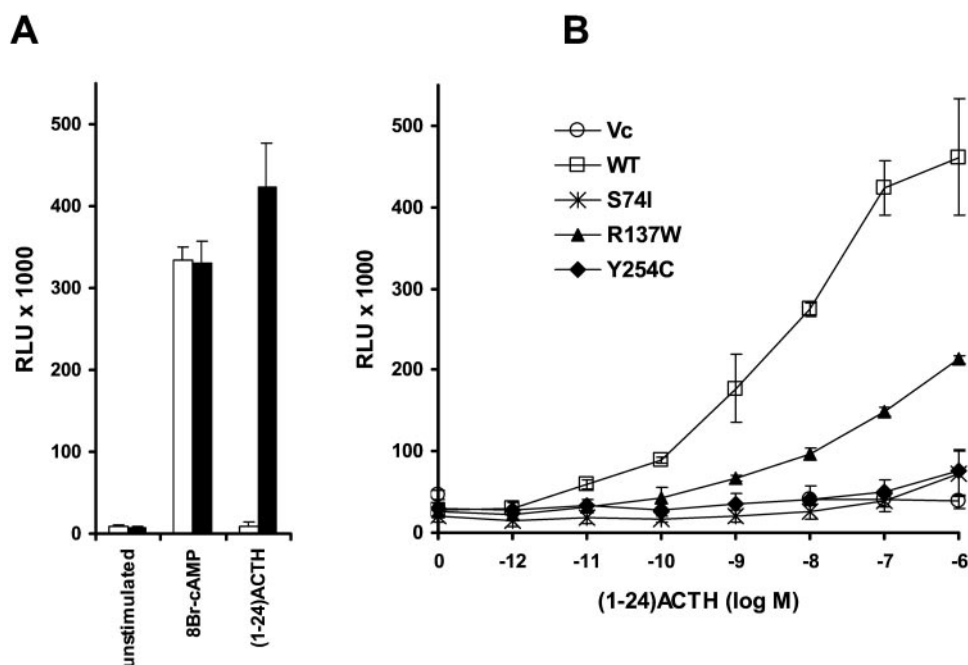 A
B
500
400
300
200
100
0
RLU x 1000
unstimulated
8Br-cAMP
(1-24)ACTH
500
400
300
200
100
0
RLU x 1000
Vc
WT
S74I
R137W
Y254C
0 -12 -11 -10 -9 -8 -7 -6
(1-24)ACTH (log M)